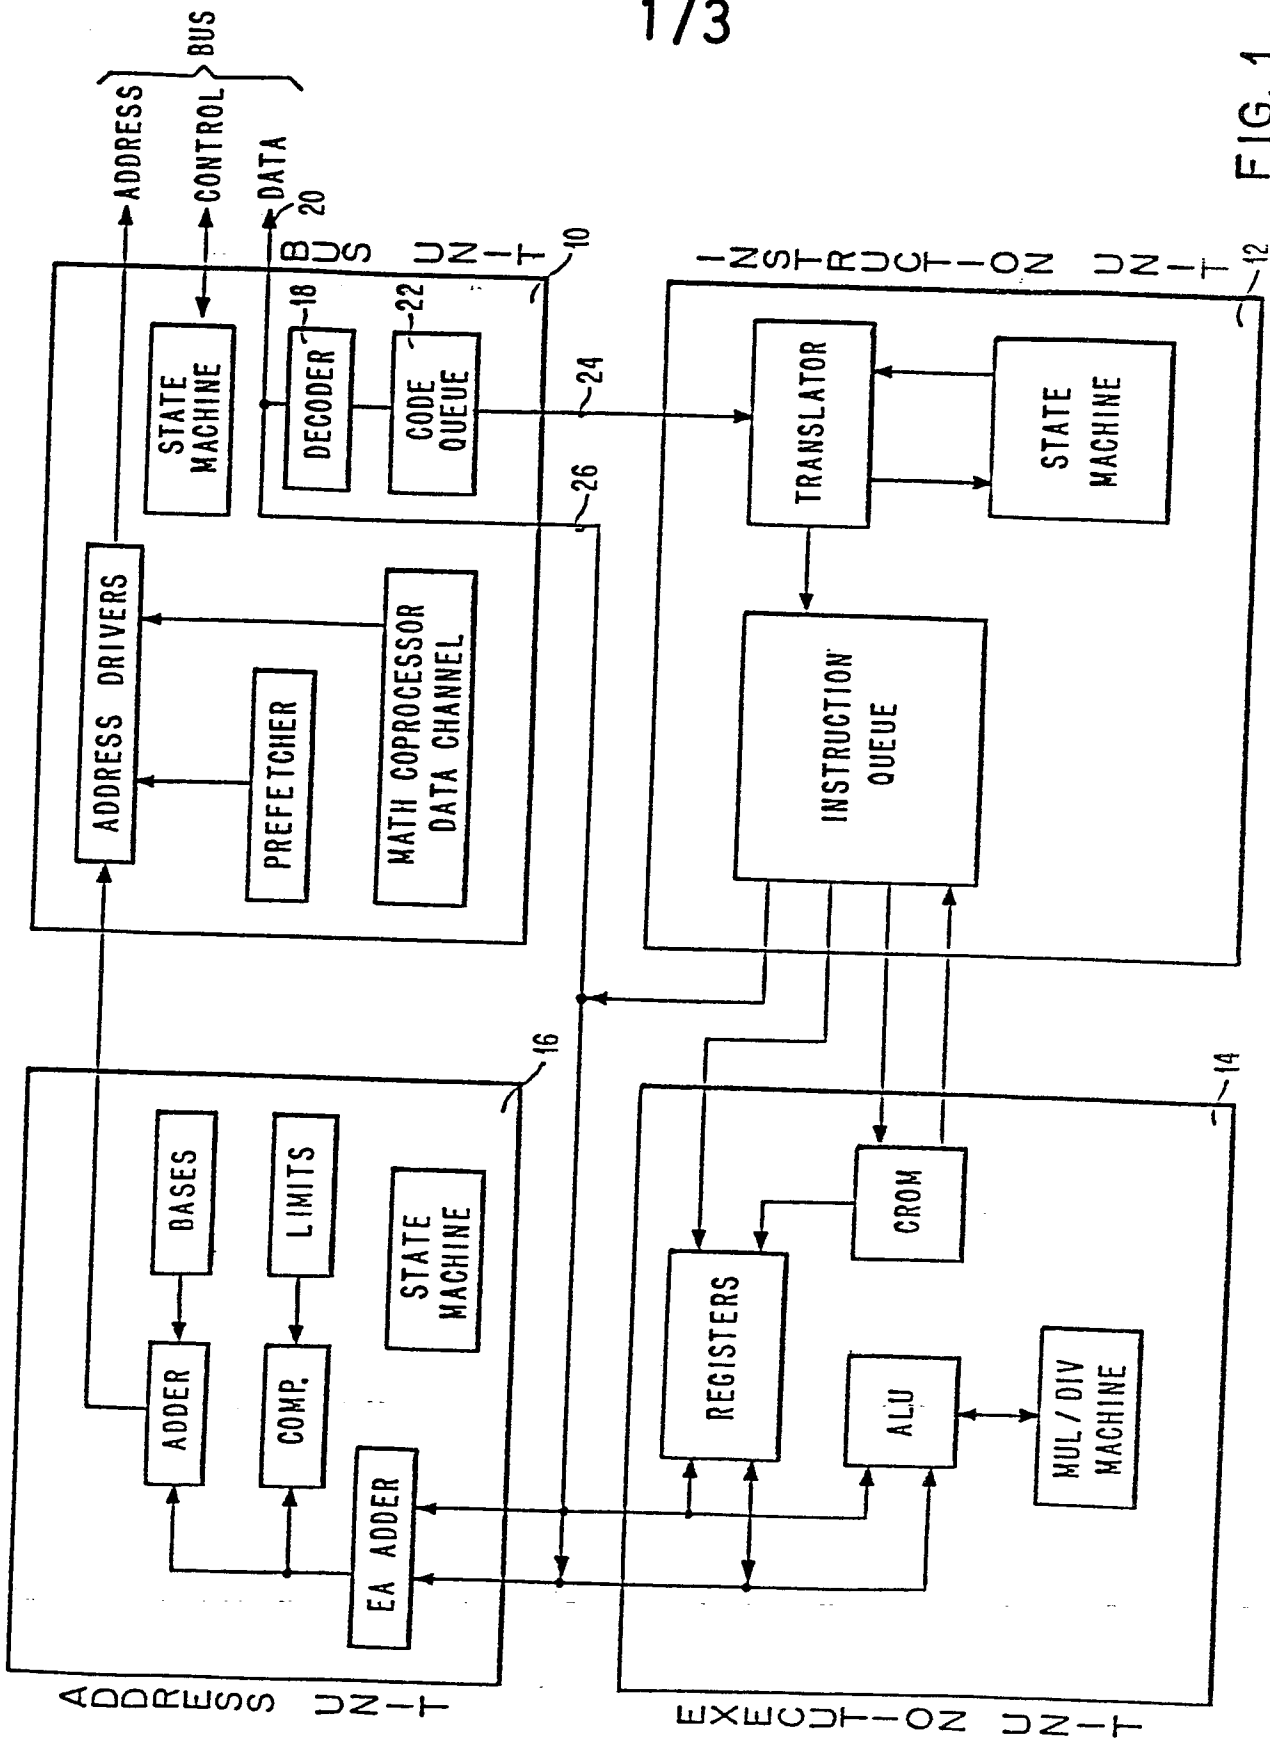 1/3
ADDRESS
CONTROL
DATA
BUS
20
BUS UNIT
10
ADDRESS DRIVERS
STATE
MACHINE
PREFETCHER
MATH COPROCESSOR
DATA CHANNEL
DECODER
18
CODE
QUEUE
22
24
26
ADDRESS UNIT
16
ADDER
BASES
COMP.
LIMITS
EA ADDER
STATE
MACHINE
INSTRUCTION UNIT
12
TRANSLATOR
STATE
MACHINE
INSTRUCTION
QUEUE
EXECUTION UNIT
14
REGISTERS
CROM
ALU
MUL/DIV
MACHINE
FIG. 1